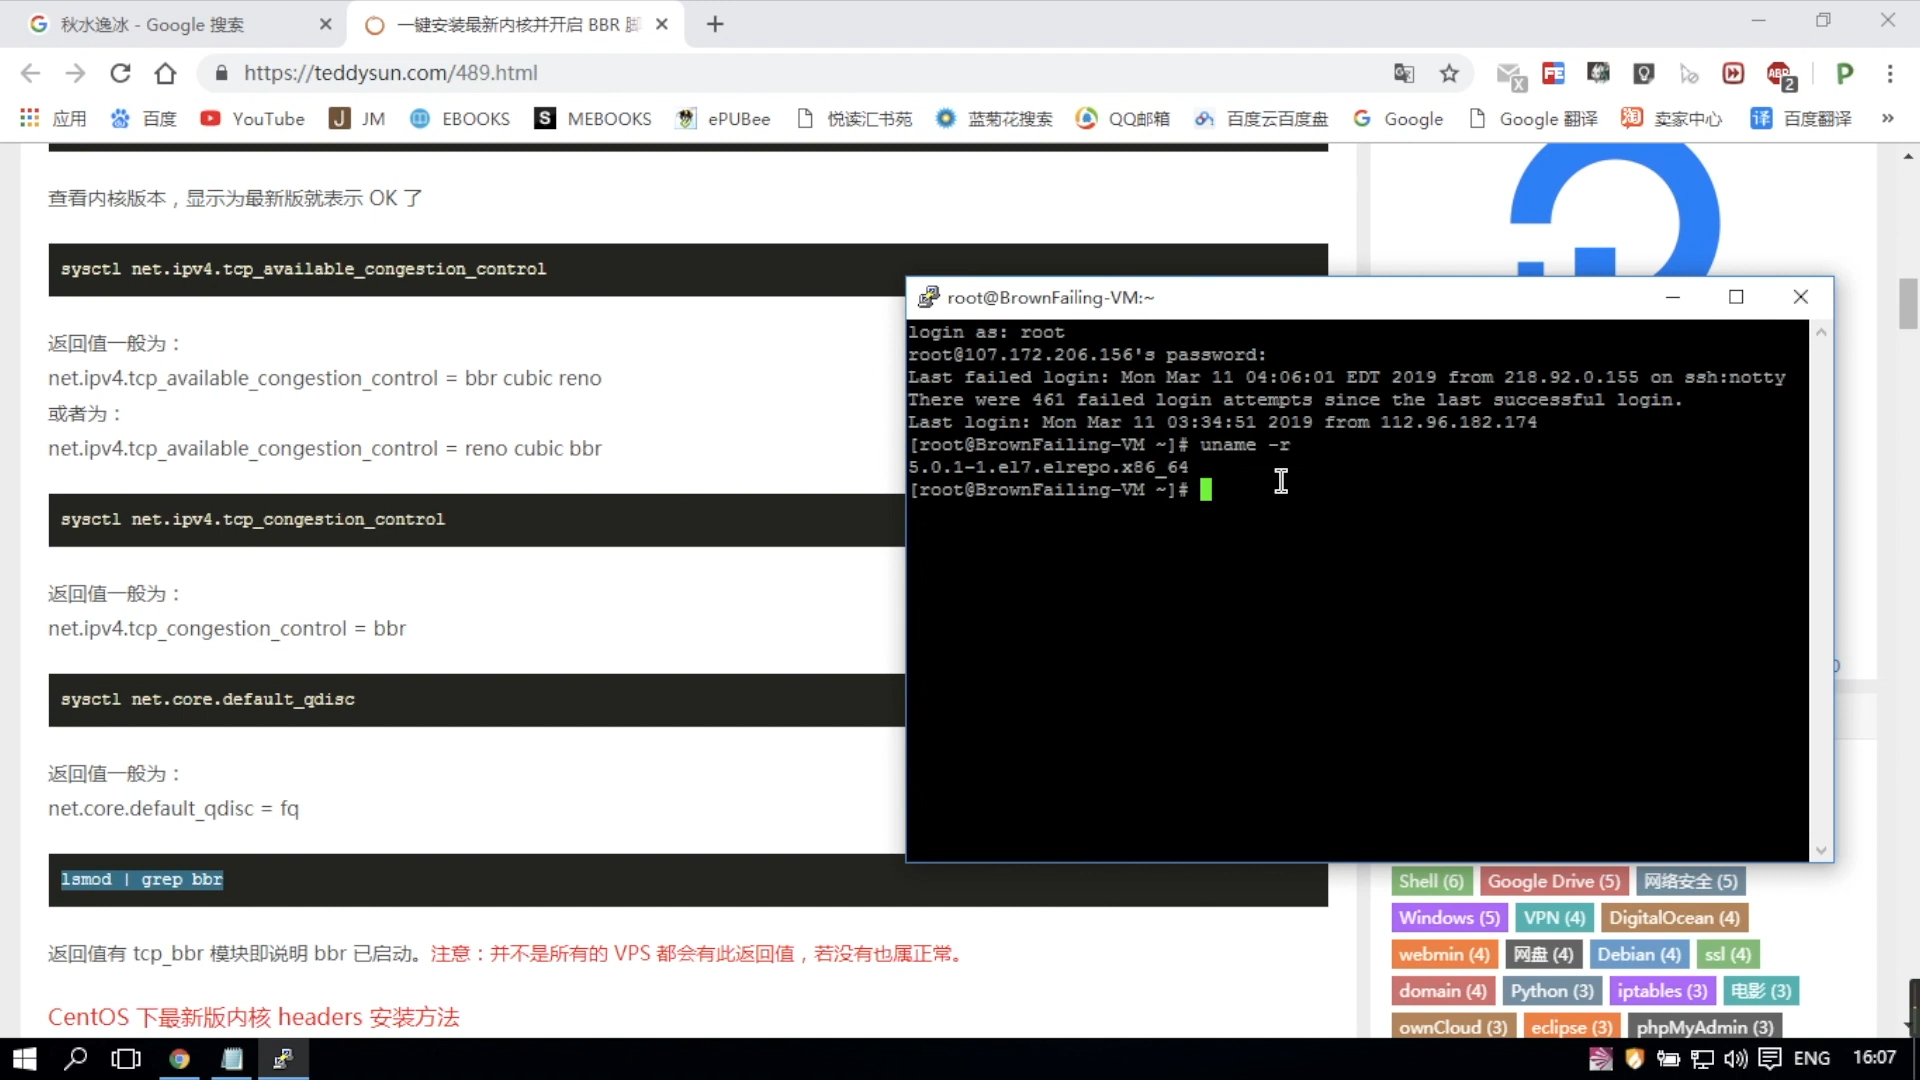 秋水逸冰 - Google 搜索
一键安装最新内核并开启 BBR 脚
https://teddysun.com/489.html
FE
ABP
2
P
应用
百度
YouTube
J JM
EBOOKS
S MEBOOKS
ePUBee
悦读汇书苑
蓝菊花搜索
QQ邮箱
百度云百度盘
Google
Google 翻译
淘 卖家中心
译 百度翻译
»
查看内核版本，显示为最新版就表示 OK 了
sysctl net.ipv4.tcp_available_congestion_control
返回值一般为：
net.ipv4.tcp_available_congestion_control = bbr cubic reno
或者为：
net.ipv4.tcp_available_congestion_control = reno cubic bbr
sysctl net.ipv4.tcp_congestion_control
返回值一般为：
net.ipv4.tcp_congestion_control = bbr
sysctl net.core.default_qdisc
返回值一般为：
net.core.default_qdisc = fq
lsmod | grep bbr
返回值有 tcp_bbr 模块即说明 bbr 已启动。注意：并不是所有的 VPS 都会有此返回值，若没有也属正常。
CentOS 下最新版内核 headers 安装方法
root@BrownFailing-VM:~
login as: root
root@107.172.206.156's password:
Last failed login: Mon Mar 11 04:06:01 EDT 2019 from 218.92.0.155 on ssh:notty
There were 461 failed login attempts since the last successful login.
Last login: Mon Mar 11 03:34:51 2019 from 112.96.182.174
[root@BrownFailing-VM ~]# uname -r
5.0.1-1.el7.elrepo.x86_64
[root@BrownFailing-VM ~]#
Shell (6) Google Drive (5) 网络安全 (5)
Windows (5) VPN (4) DigitalOcean (4)
webmin (4) 网盘 (4) Debian (4) ssl (4)
domain (4) Python (3) iptables (3) 电影 (3)
ownCloud (3) eclipse (3) phpMyAdmin (3)
ENG 16:07